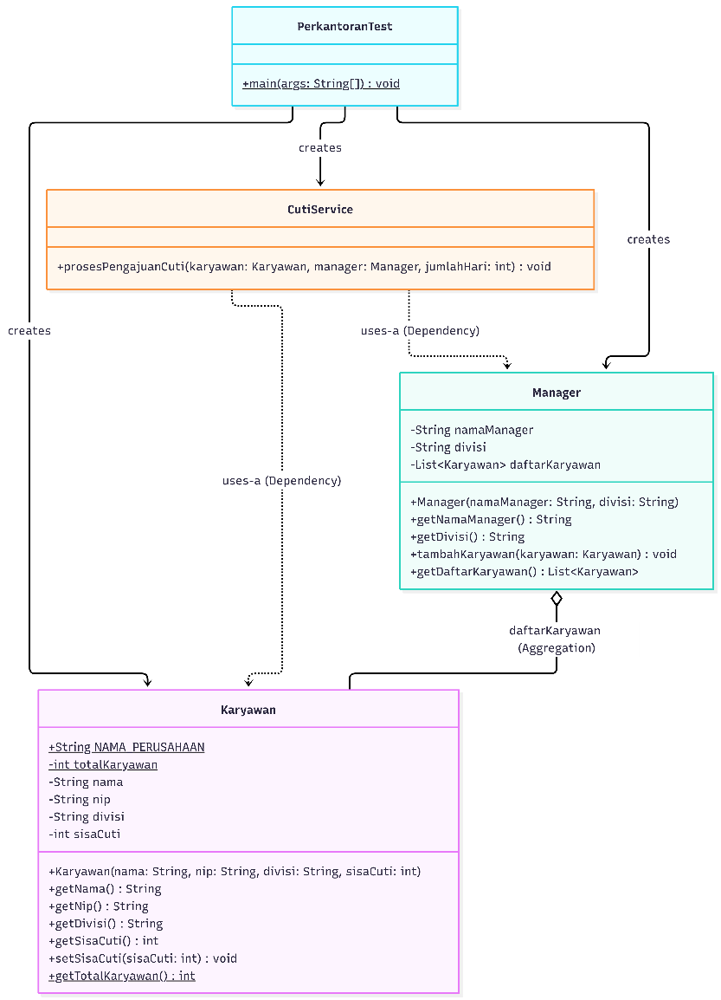 PerkantoranTest
+main(args: String[]) : void
creates
CutiService
+prosesPengajuanCuti(karyawan: Karyawan, manager: Manager, jumlahHari: int) : void
creates
creates
uses-a (Dependency)
Manager
-String namaManager
-String divisi
-List<Karyawan> daftarKaryawan
+Manager(namaManager: String, divisi: String)
+getNamaManager() : String
+getDivisi() : String
+tambahKaryawan(karyawan: Karyawan) : void
+getDaftarKaryawan() : List<Karyawan>
uses-a (Dependency)
daftarKaryawan
(Aggregation)
Karyawan
+String NAMA_PERUSAHAAN
-int totalKaryawan
-String nama
-String nip
-String divisi
-int sisaCuti
+Karyawan(nama: String, nip: String, divisi: String, sisaCuti: int)
+getNama() : String
+getNip() : String
+getDivisi() : String
+getSisaCuti() : int
+setSisaCuti(sisaCuti: int) : void
+getTotalKaryawan() : int